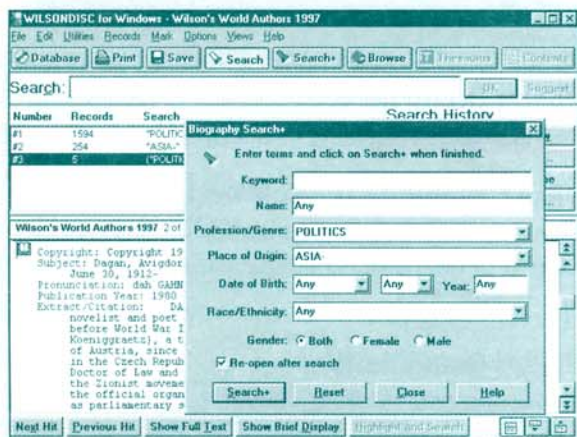 WILSONDISC for Windows - Wilson's World Authors 1997
File Edit Utilities Records Mark Options Views Help
Database Print Save Search Search+ Browse Thesaurus Contents
Search: OK Suggest
Number Records Search Search History
#1 1594 "POLITIC
#2 254 "ASIA-"
#3 5 ("POLITI
Biography Search+
Enter terms and click on Search+ when finished.
Keyword:
Name: Any
Profession/Genre: POLITICS
Place of Origin: ASIA-
Date of Birth: Any Any Year: Any
Race/Ethnicity: Any
Gender: Both Female Male
Re-open after search
Search+ Reset Close Help
Wilson's World Authors 1997 2 of
Copyright: Copyright 19
Subject: Dagan, Avigdor
June 30, 1912-
Pronunciation: dah GAHN
Publication Year: 1980
Extract/Citation: DA
novelist and poet
before World War I
Koeniggraetz), a t
of Austria, since
in the Czech Repub
Doctor of Law and
the Zionist moveme
the official organ
as parliamentary s
Next Hit Previous Hit Show Full Text Show Brief Display Highlight and Search